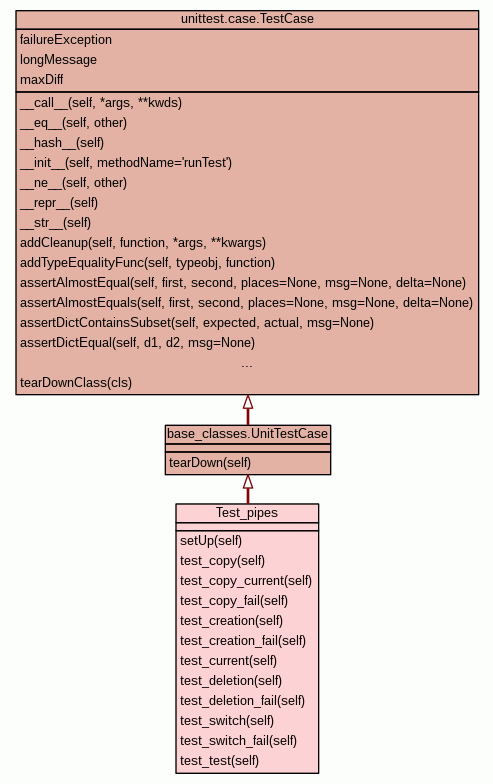 unittest.case.TestCase
failureException
longMessage
maxDiff
__call__(self, *args, **kwds)
__eq__(self, other)
__hash__(self)
__init__(self, methodName='runTest')
__ne__(self, other)
__repr__(self)
__str__(self)
addCleanup(self, function, *args, **kwargs)
addTypeEqualityFunc(self, typeobj, function)
assertAlmostEqual(self, first, second, places=None, msg=None, delta=None)
assertAlmostEquals(self, first, second, places=None, msg=None, delta=None)
assertDictContainsSubset(self, expected, actual, msg=None)
assertDictEqual(self, d1, d2, msg=None)
...
tearDownClass(cls)
base_classes.UnitTestCase
tearDown(self)
Test_pipes
setUp(self)
test_copy(self)
test_copy_current(self)
test_copy_fail(self)
test_creation(self)
test_creation_fail(self)
test_current(self)
test_deletion(self)
test_deletion_fail(self)
test_switch(self)
test_switch_fail(self)
test_test(self)